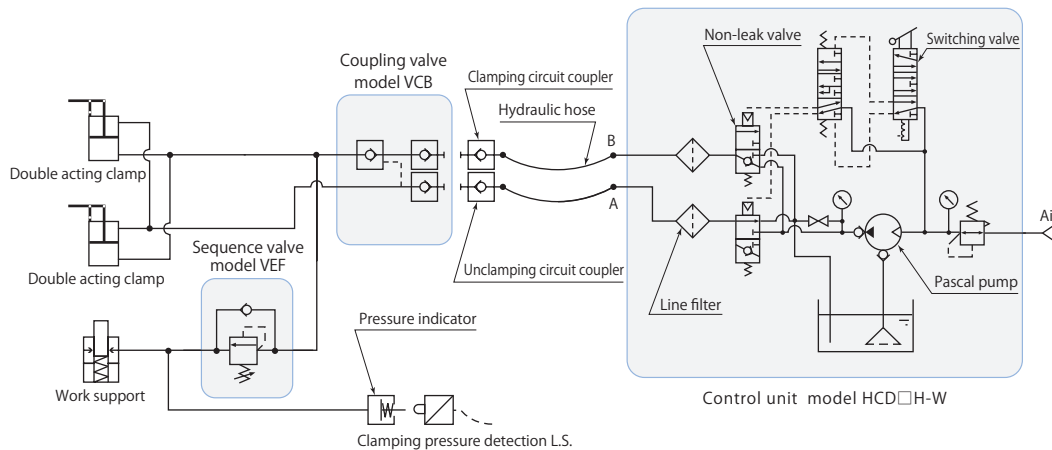 Non-leak valve
Switching valve
Coupling valve
model VCB
Clamping circuit coupler
Hydraulic hose
B
Double acting clamp
A
Air
Sequence valve
model VEF
Unclamping circuit coupler
Double acting clamp
Line filter
Pascal pump
Pressure indicator
Work support
Control unit model HCD□H-W
Clamping pressure detection L.S.